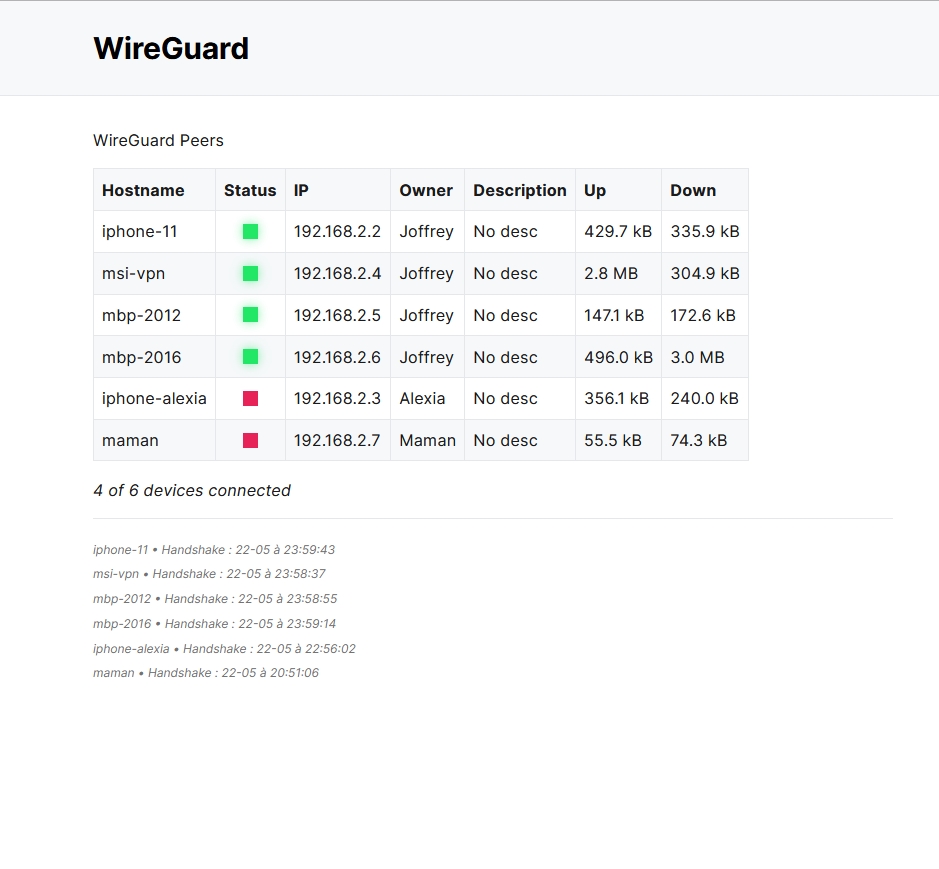 WireGuard
WireGuard Peers
Hostname Status IP Owner Description Up Down
iphone-11 192.168.2.2 Joffrey No desc 429.7 kB 335.9 kB
msi-vpn 192.168.2.4 Joffrey No desc 2.8 MB 304.9 kB
mbp-2012 192.168.2.5 Joffrey No desc 147.1 kB 172.6 kB
mbp-2016 192.168.2.6 Joffrey No desc 496.0 kB 3.0 MB
iphone-alexia 192.168.2.3 Alexia No desc 356.1 kB 240.0 kB
maman 192.168.2.7 Maman No desc 55.5 kB 74.3 kB
4 of 6 devices connected
iphone-11 • Handshake : 22-05 à 23:59:43
msi-vpn • Handshake : 22-05 à 23:58:37
mbp-2012 • Handshake : 22-05 à 23:58:55
mbp-2016 • Handshake : 22-05 à 23:59:14
iphone-alexia • Handshake : 22-05 à 22:56:02
maman • Handshake : 22-05 à 20:51:06